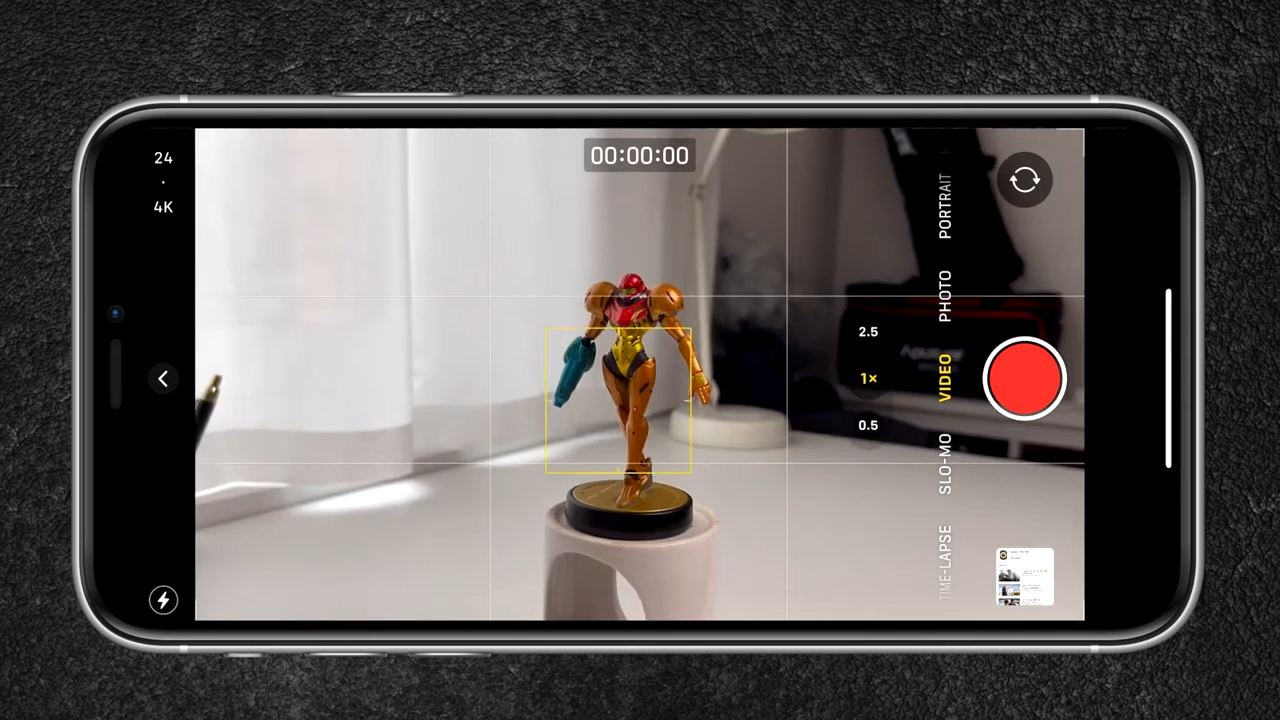 24
·
4K
00:00:00
2.5
1×
0.5
PORTRAIT
PHOTO
VIDEO
SLO-MO
TIME-LAPSE